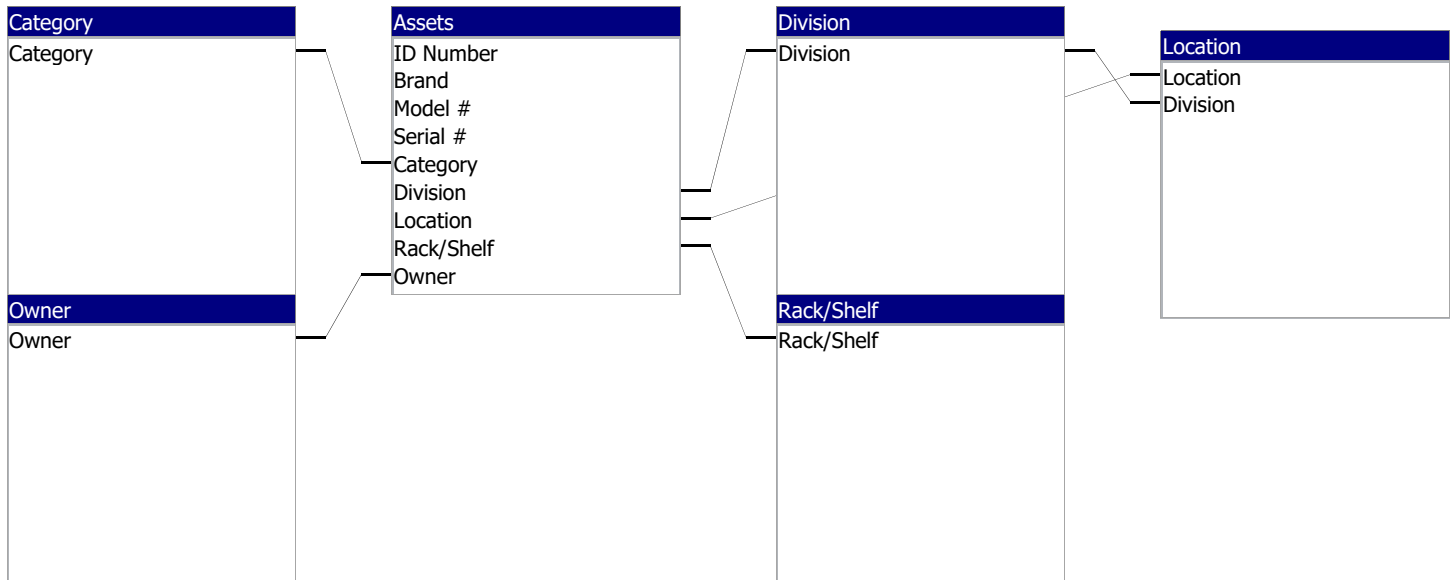 Category
Category
Owner
Owner
Assets
ID Number
Brand
Model #
Serial #
Category
Division
Location
Rack/Shelf
Owner
Division
Division
Rack/Shelf
Rack/Shelf
Location
Location
Division